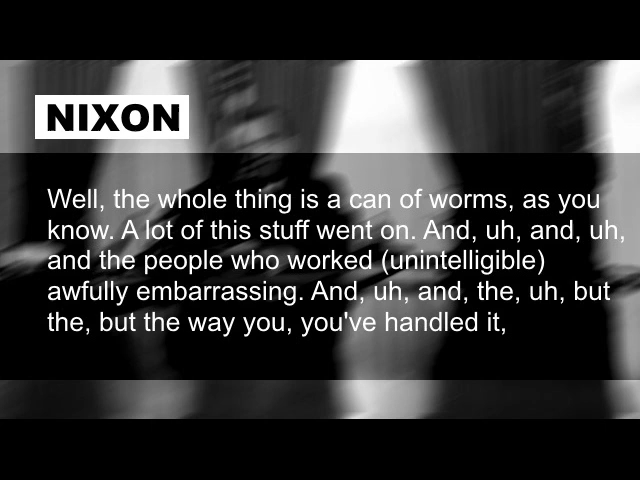 NIXON
Well, the whole thing is a can of worms, as you
know. A lot of this stuff went on. And, uh, and, uh,
and the people who worked (unintelligible)
awfully embarrassing. And, uh, and, the, uh, but
the, but the way you, you've handled it,